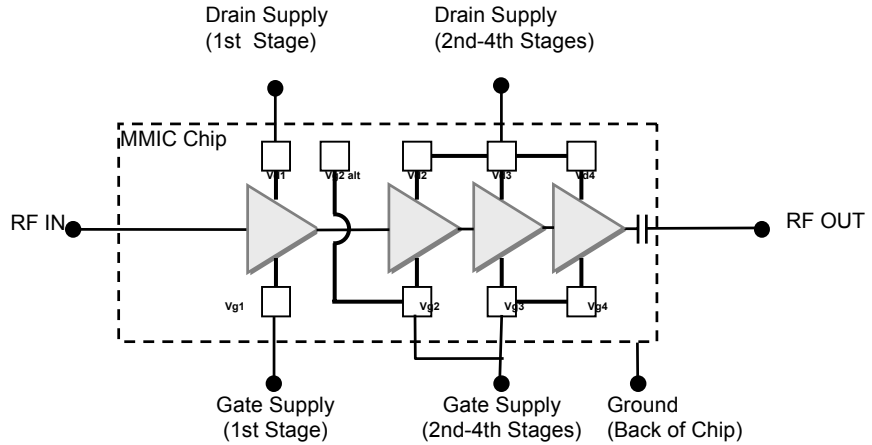 Drain Supply
(1st Stage)
Drain Supply
(2nd-4th Stages)
MMIC Chip
Vd1
Vg2 alt
Vd2
Vd3
Vd4
RF IN
RF OUT
Vg1
Vg2
Vg3
Vg4
Gate Supply
(1st Stage)
Gate Supply
(2nd-4th Stages)
Ground
(Back of Chip)